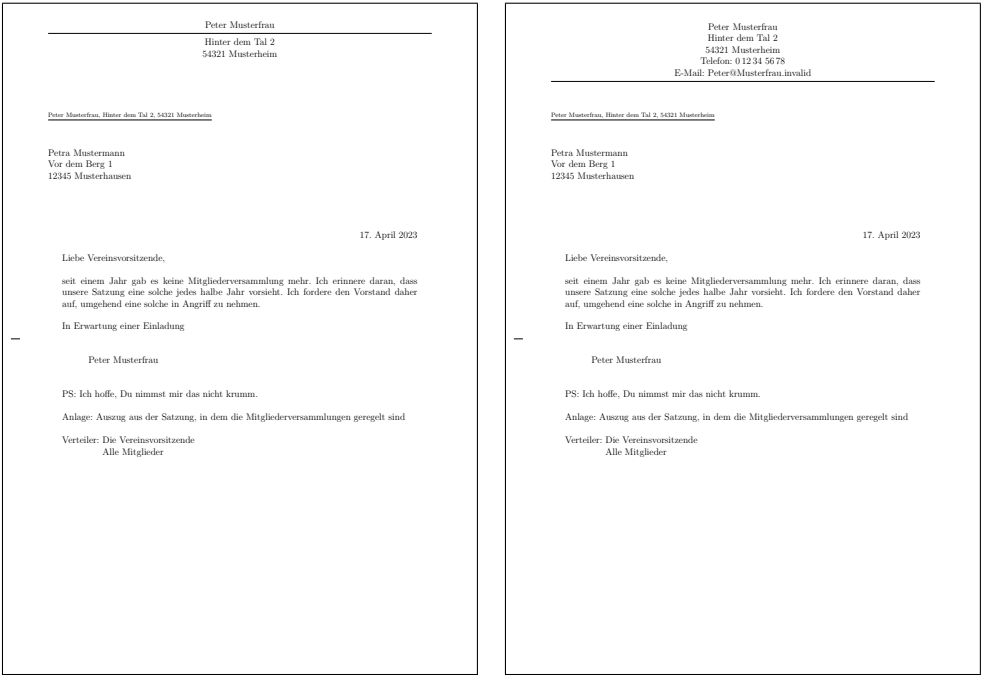 Peter Musterfrau
Hinter dem Tal 2
54321 Musterheim
Peter Musterfrau, Hinter dem Tal 2, 54321 Musterheim
Petra Mustermann
Vor dem Berg 1
12345 Musterhausen
17. April 2023
Liebe Vereinsvorsitzende,
seit einem Jahr gab es keine Mitgliederversammlung mehr. Ich erinnere daran, dass
unsere Satzung eine solche jedes halbe Jahr vorsieht. Ich fordere den Vorstand daher
auf, umgehend eine solche in Angriff zu nehmen.
In Erwartung einer Einladung
Peter Musterfrau
PS: Ich hoffe, Du nimmst mir das nicht krumm.
Anlage: Auszug aus der Satzung, in dem die Mitgliederversammlungen geregelt sind
Verteiler: Die Vereinsvorsitzende
Alle Mitglieder
Peter Musterfrau
Hinter dem Tal 2
54321 Musterheim
Telefon: 0 12 34 56 78
E-Mail: Peter@Musterfrau.invalid
Peter Musterfrau, Hinter dem Tal 2, 54321 Musterheim
Petra Mustermann
Vor dem Berg 1
12345 Musterhausen
17. April 2023
Liebe Vereinsvorsitzende,
seit einem Jahr gab es keine Mitgliederversammlung mehr. Ich erinnere daran, dass
unsere Satzung eine solche jedes halbe Jahr vorsieht. Ich fordere den Vorstand daher
auf, umgehend eine solche in Angriff zu nehmen.
In Erwartung einer Einladung
Peter Musterfrau
PS: Ich hoffe, Du nimmst mir das nicht krumm.
Anlage: Auszug aus der Satzung, in dem die Mitgliederversammlungen geregelt sind
Verteiler: Die Vereinsvorsitzende
Alle Mitglieder